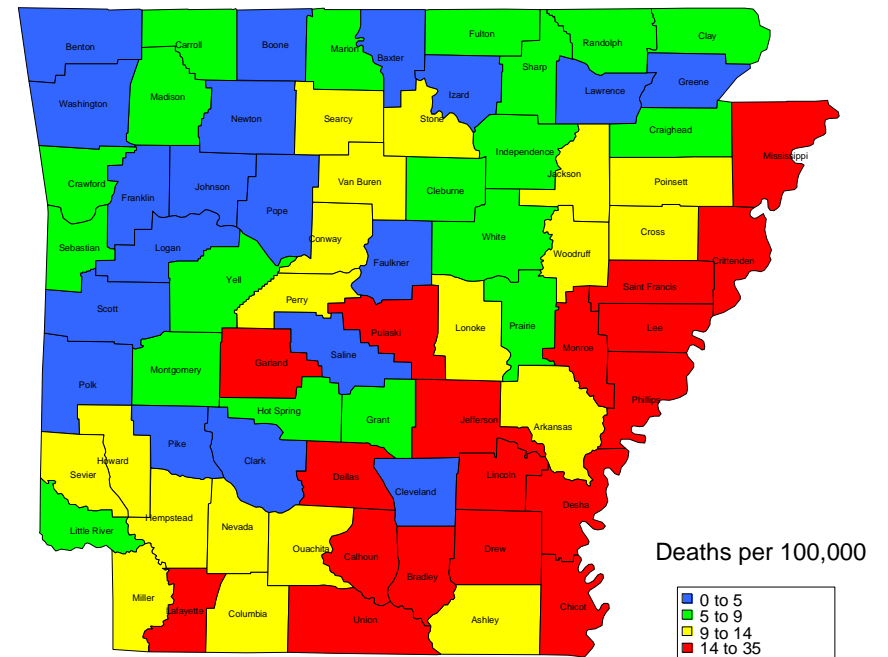 Benton
Carroll
Boone
Marion
Baxter
Fulton
Randolph
Clay
Sharp
Izard
Lawrence
Greene
Washington
Madison
Newton
Searcy
Stone
Craighead
Independence
Mississippi
Crawford
Franklin
Johnson
Pope
Van Buren
Cleburne
Jackson
Poinsett
Sebastian
Logan
Conway
White
Woodruff
Cross
Crittenden
Yell
Faulkner
Saint Francis
Scott
Perry
Pulaski
Lonoke
Prairie
Lee
Monroe
Garland
Saline
Polk
Montgomery
Phillips
Hot Spring
Grant
Jefferson
Arkansas
Pike
Clark
Howard
Sevier
Dallas
Cleveland
Lincoln
Desha
Little River
Hempstead
Nevada
Ouachita
Calhoun
Drew
Bradley
Miller
Lafayette
Columbia
Union
Ashley
Chicot
Deaths per 100,000
0 to 5
5 to 9
9 to 14
14 to 35